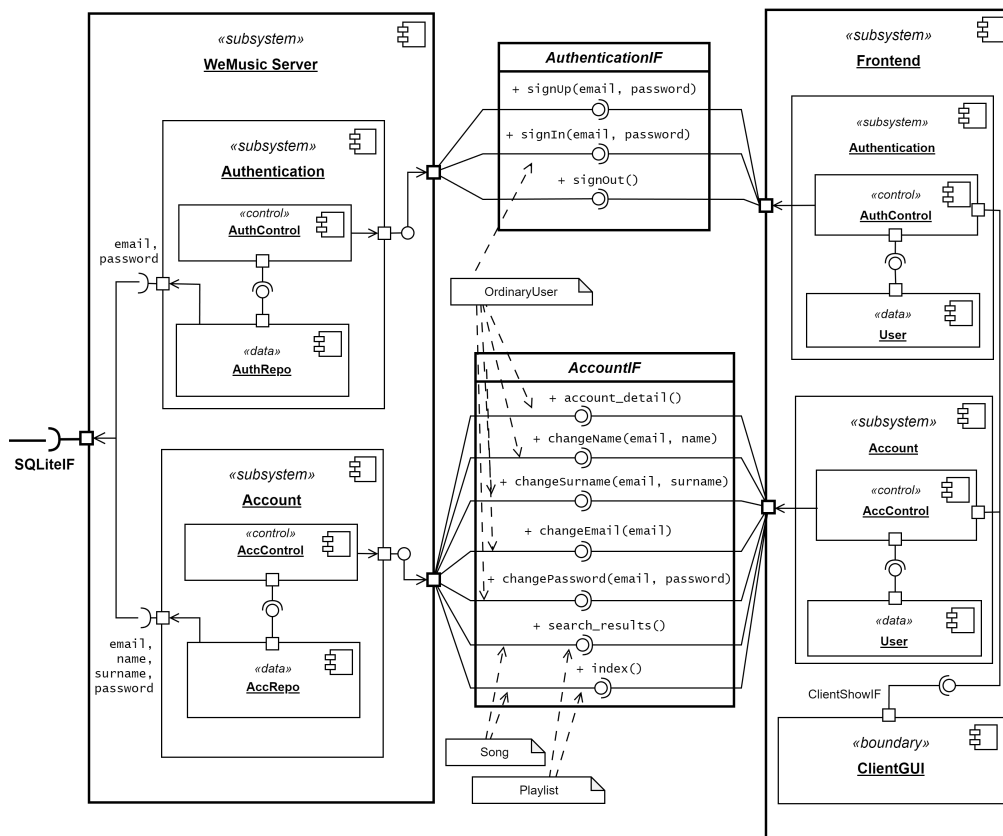 «subsystem»
WeMusic Server
«subsystem»
Authentication
«control»
AuthControl
email,
password
«data»
AuthRepo
SQLiteIF
«subsystem»
Account
«control»
AccControl
email,
name,
surname,
password
«data»
AccRepo
AuthenticationIF
+ signUp(email, password)
+ signIn(email, password)
+ signOut()
OrdinaryUser
AccountIF
+ account_detail()
+ changeName(email, name)
+ changeSurname(email, surname)
+ changeEmail(email)
+ changePassword(email, password)
+ search_results()
+ index()
Song
Playlist
«subsystem»
Frontend
«subsystem»
Authentication
«control»
AuthControl
«data»
User
«subsystem»
Account
«control»
AccControl
«data»
User
ClientShowIF
«boundary»
ClientGUI